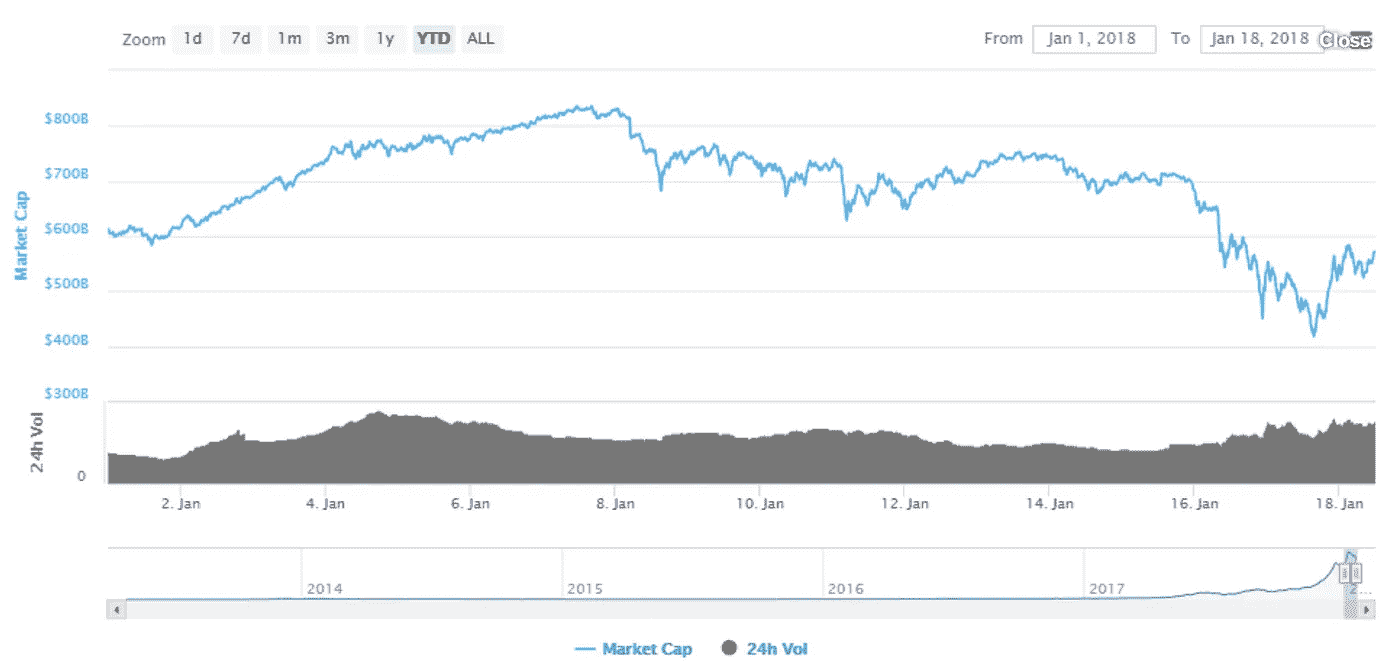 Zoom 1d 7d 1m 3m 1y YTD ALL From Jan 1, 2018 To Jan 18, 2018 Close
$800B
$700B
$600B
$500B
$400B
$300B
Market Cap
24h Vol
0
2. Jan 4. Jan 6. Jan 8. Jan 10. Jan 12. Jan 14. Jan 16. Jan 18. Jan
2014 2015 2016 2017 2...
Market Cap 24h Vol